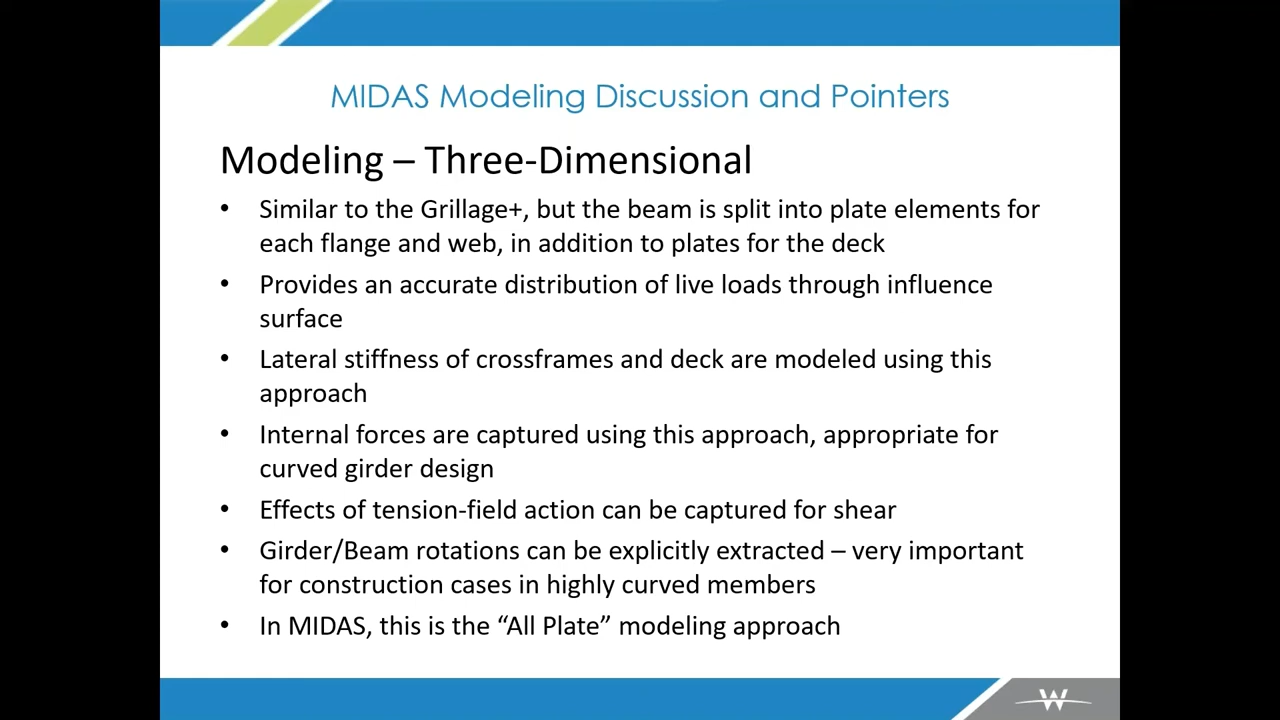 MIDAS Modeling Discussion and Pointers
Modeling – Three-Dimensional
• Similar to the Grillage+, but the beam is split into plate elements for
each flange and web, in addition to plates for the deck
• Provides an accurate distribution of live loads through influence
surface
• Lateral stiffness of crossframes and deck are modeled using this
approach
• Internal forces are captured using this approach, appropriate for
curved girder design
• Effects of tension-field action can be captured for shear
• Girder/Beam rotations can be explicitly extracted – very important
for construction cases in highly curved members
• In MIDAS, this is the “All Plate” modeling approach
W